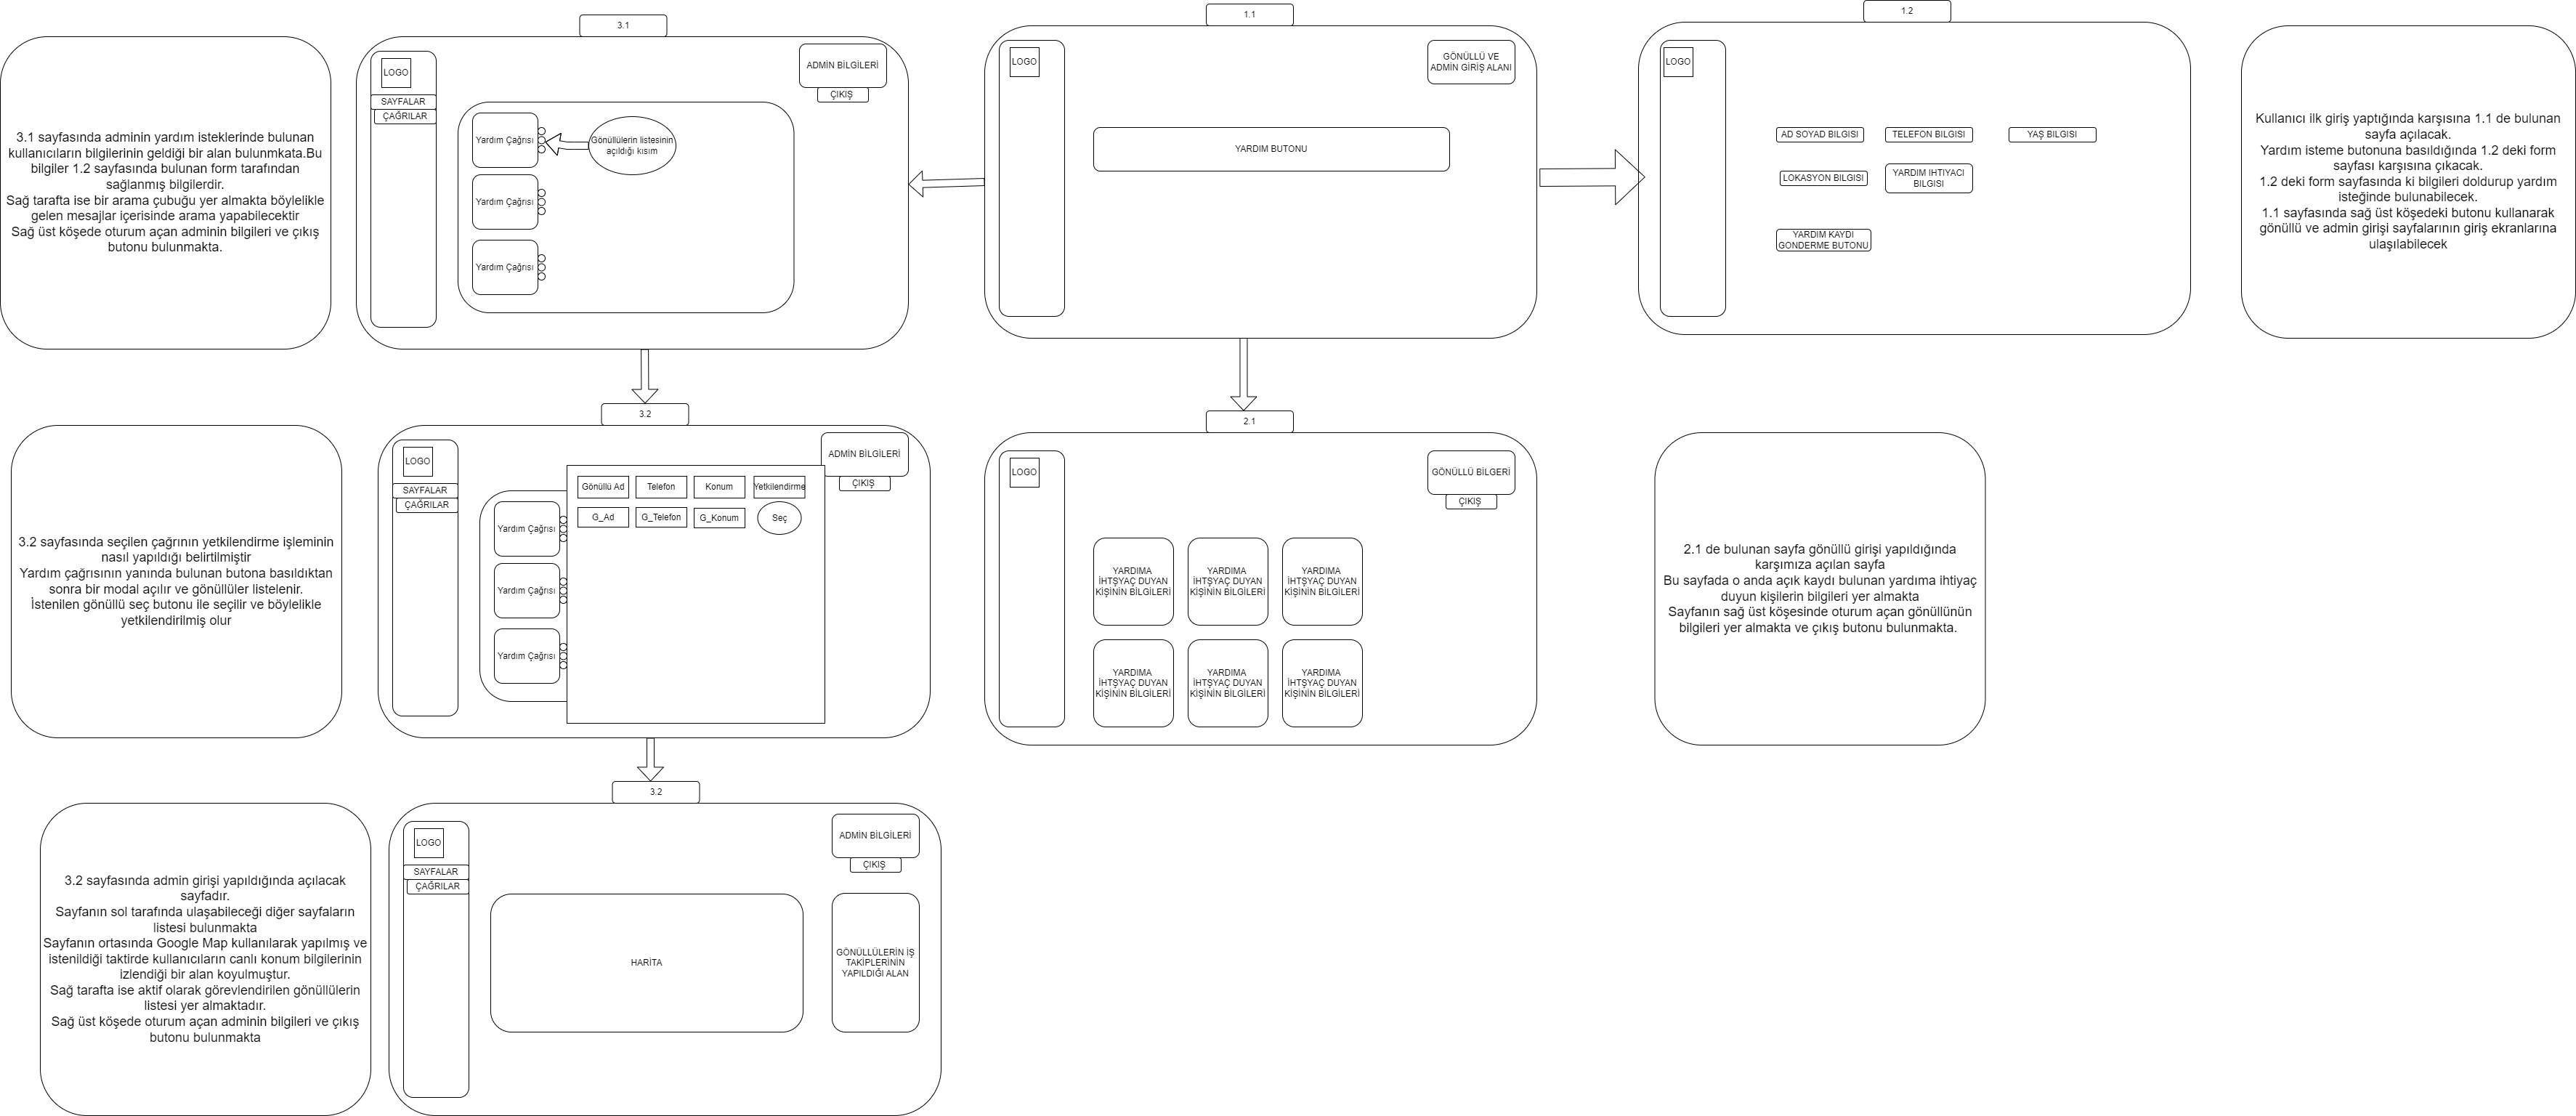 3.1 sayfasında adminin yardım isteklerinde bulunan
kullanıcıların bilgilerinin geldiği bir alan bulunmkata.Bu
bilgiler 1.2 sayfasında bulunan form tarafından
sağlanmış bilgilerdir.
Sağ tarafta ise bir arama çubuğu yer almakta böylelikle
gelen mesajlar içerisinde arama yapabilecektir
Sağ üst köşede oturum açan adminin bilgileri ve çıkış
butonu bulunmakta.
3.1
LOGO
SAYFALAR
ÇAĞRILAR
ADMİN BİLGİLERİ
ÇIKIŞ
Yardım Çağrısı
Gönüllülerin listesinin
açıldığı kısım
Yardım Çağrısı
Yardım Çağrısı
1.1
LOGO
GÖNÜLLÜ VE
ADMIN GİRİŞ ALANI
YARDIM BUTONU
1.2
LOGO
AD SOYAD BILGISI
TELEFON BILGISI
YAŞ BILGISI
LOKASYON BILGISI
YARDIM IHTIYACI
BILGISI
YARDIM KAYDI
GONDERME BUTONU
Kullanıcı ilk giriş yaptığında karşısına 1.1 de bulunan
sayfa açılacak.
Yardım isteme butonuna basıldığında 1.2 deki form
sayfası karşısına çıkacak.
1.2 deki form sayfasında ki bilgileri doldurup yardım
isteğinde bulunabilecek.
1.1 sayfasında sağ üst köşedeki butonu kullanarak
gönüllü ve admin girişi sayfalarının giriş ekranlarına
ulaşılabilecek
3.2 sayfasında seçilen çağrının yetkilendirme işleminin
nasıl yapıldığı belirtilmiştir
Yardım çağrısının yanında bulunan butona basıldıktan
sonra bir modal açılır ve gönüllüler listelenir.
İstenilen gönüllü seç butonu ile seçilir ve böylelikle
yetkilendirilmiş olur
3.2
LOGO
SAYFALAR
ÇAĞRILAR
ADMİN BİLGİLERİ
ÇIKIŞ
Gönüllü Ad
Telefon
Konum
Yetkilendirme
G_Ad
G_Telefon
G_Konum
Seç
Yardım Çağrısı
Yardım Çağrısı
Yardım Çağrısı
2.1
LOGO
GÖNÜLLÜ BİLGERİ
ÇIKIŞ
YARDIMA
İHTŞYAÇ DUYAN
KİŞİNİN BİLGİLERİ
YARDIMA
İHTŞYAÇ DUYAN
KİŞİNİN BİLGİLERİ
YARDIMA
İHTŞYAÇ DUYAN
KİŞİNİN BİLGİLERİ
YARDIMA
İHTŞYAÇ DUYAN
KİŞİNİN BİLGİLERİ
YARDIMA
İHTŞYAÇ DUYAN
KİŞİNİN BİLGİLERİ
YARDIMA
İHTŞYAÇ DUYAN
KİŞİNİN BİLGİLERİ
2.1 de bulunan sayfa gönüllü girişi yapıldığında
karşımıza açılan sayfa
Bu sayfada o anda açık kaydı bulunan yardıma ihtiyaç
duyun kişilerin bilgileri yer almakta
Sayfanın sağ üst köşesinde oturum açan gönüllünün
bilgileri yer almakta ve çıkış butonu bulunmakta.
3.2 sayfasında admin girişi yapıldığında açılacak
sayfadır.
Sayfanın sol tarafında ulaşabileceği diğer sayfaların
listesi bulunmakta
Sayfanın ortasında Google Map kullanılarak yapılmış ve
istenildiği taktirde kullanıcıların canlı konum bilgilerinin
izlendiği bir alan koyulmuştur.
Sağ tarafta ise aktif olarak görevlendirilen gönüllülerin
listesi yer almaktadır.
Sağ üst köşede oturum açan adminin bilgileri ve çıkış
butonu bulunmakta
3.2
LOGO
SAYFALAR
ÇAĞRILAR
ADMİN BİLGİLERİ
ÇIKIŞ
HARİTA
GÖNÜLLÜLERİN İŞ
TAKİPLERİNİN
YAPILDIĞI ALAN